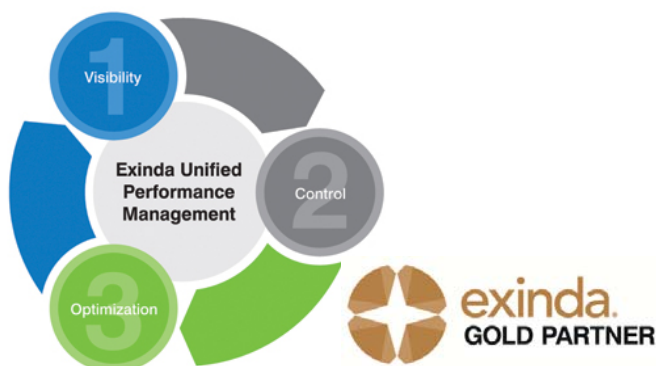 1
Visibility
Exinda Unified
Performance
Management
2
Control
3
Optimization
exinda.
GOLD PARTNER